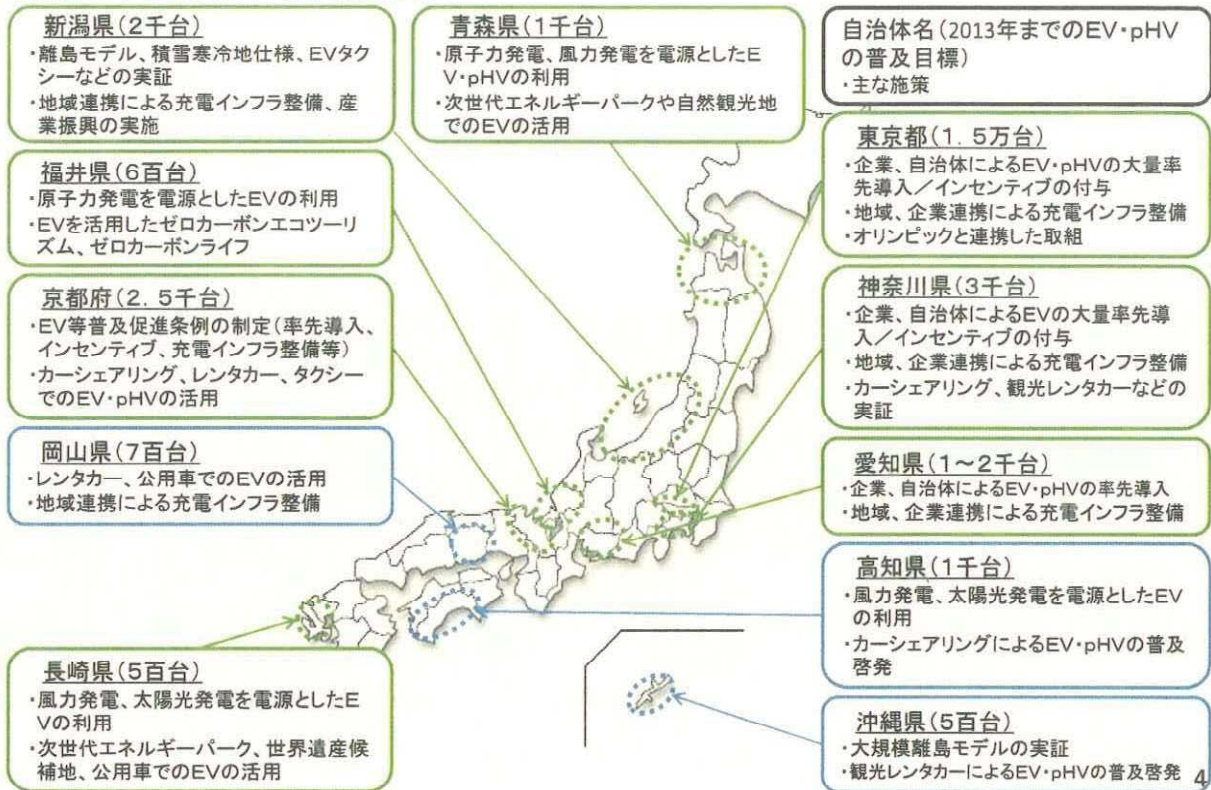 新潟県(2千台)
・離島モデル、積雪寒冷地仕様、EVタク
シーなどの実証
・地域連携による充電インフラ整備、産
業振興の実施
福井県(6百台)
・原子力発電を電源としたEVの利用
・EVを活用したゼロカーボンエコツーリ
ズム、ゼロカーボンライフ
京都府(2.5千台)
・EV等普及促進条例の制定(率先導入、
インセンティブ、充電インフラ整備等)
・カーシェアリング、レンタカー、タクシー
でのEV・pHVの活用
岡山県(7百台)
・レンタカー、公用車でのEVの活用
・地域連携による充電インフラ整備
長崎県(5百台)
・風力発電、太陽光発電を電源としたE
Vの利用
・次世代エネルギーパーク、世界遺産候
補地、公用車でのEVの活用
青森県(1千台)
・原子力発電、風力発電を電源としたE
V・pHVの利用
・次世代エネルギーパークや自然観光地
でのEVの活用
自治体名(2013年までのEV・pHV
の普及目標)
・主な施策
東京都(1.5万台)
・企業、自治体によるEV・pHVの大量率
先導入/インセンティブの付与
・地域、企業連携による充電インフラ整備
・オリンピックと連携した取組
神奈川県(3千台)
・企業、自治体によるEVの大量率先導
入/インセンティブの付与
・地域、企業連携による充電インフラ整備
・カーシェアリング、観光レンタカーなどの
実証
愛知県(1~2千台)
・企業、自治体によるEV・pHVの率先導入
・地域、企業連携による充電インフラ整備
高知県(1千台)
・風力発電、太陽光発電を電源としたEV
の利用
・カーシェアリングによるEV・pHVの普及
啓発
沖縄県(5百台)
・大規模離島モデルの実証
・観光レンタカーによるEV・pHVの普及啓発
4